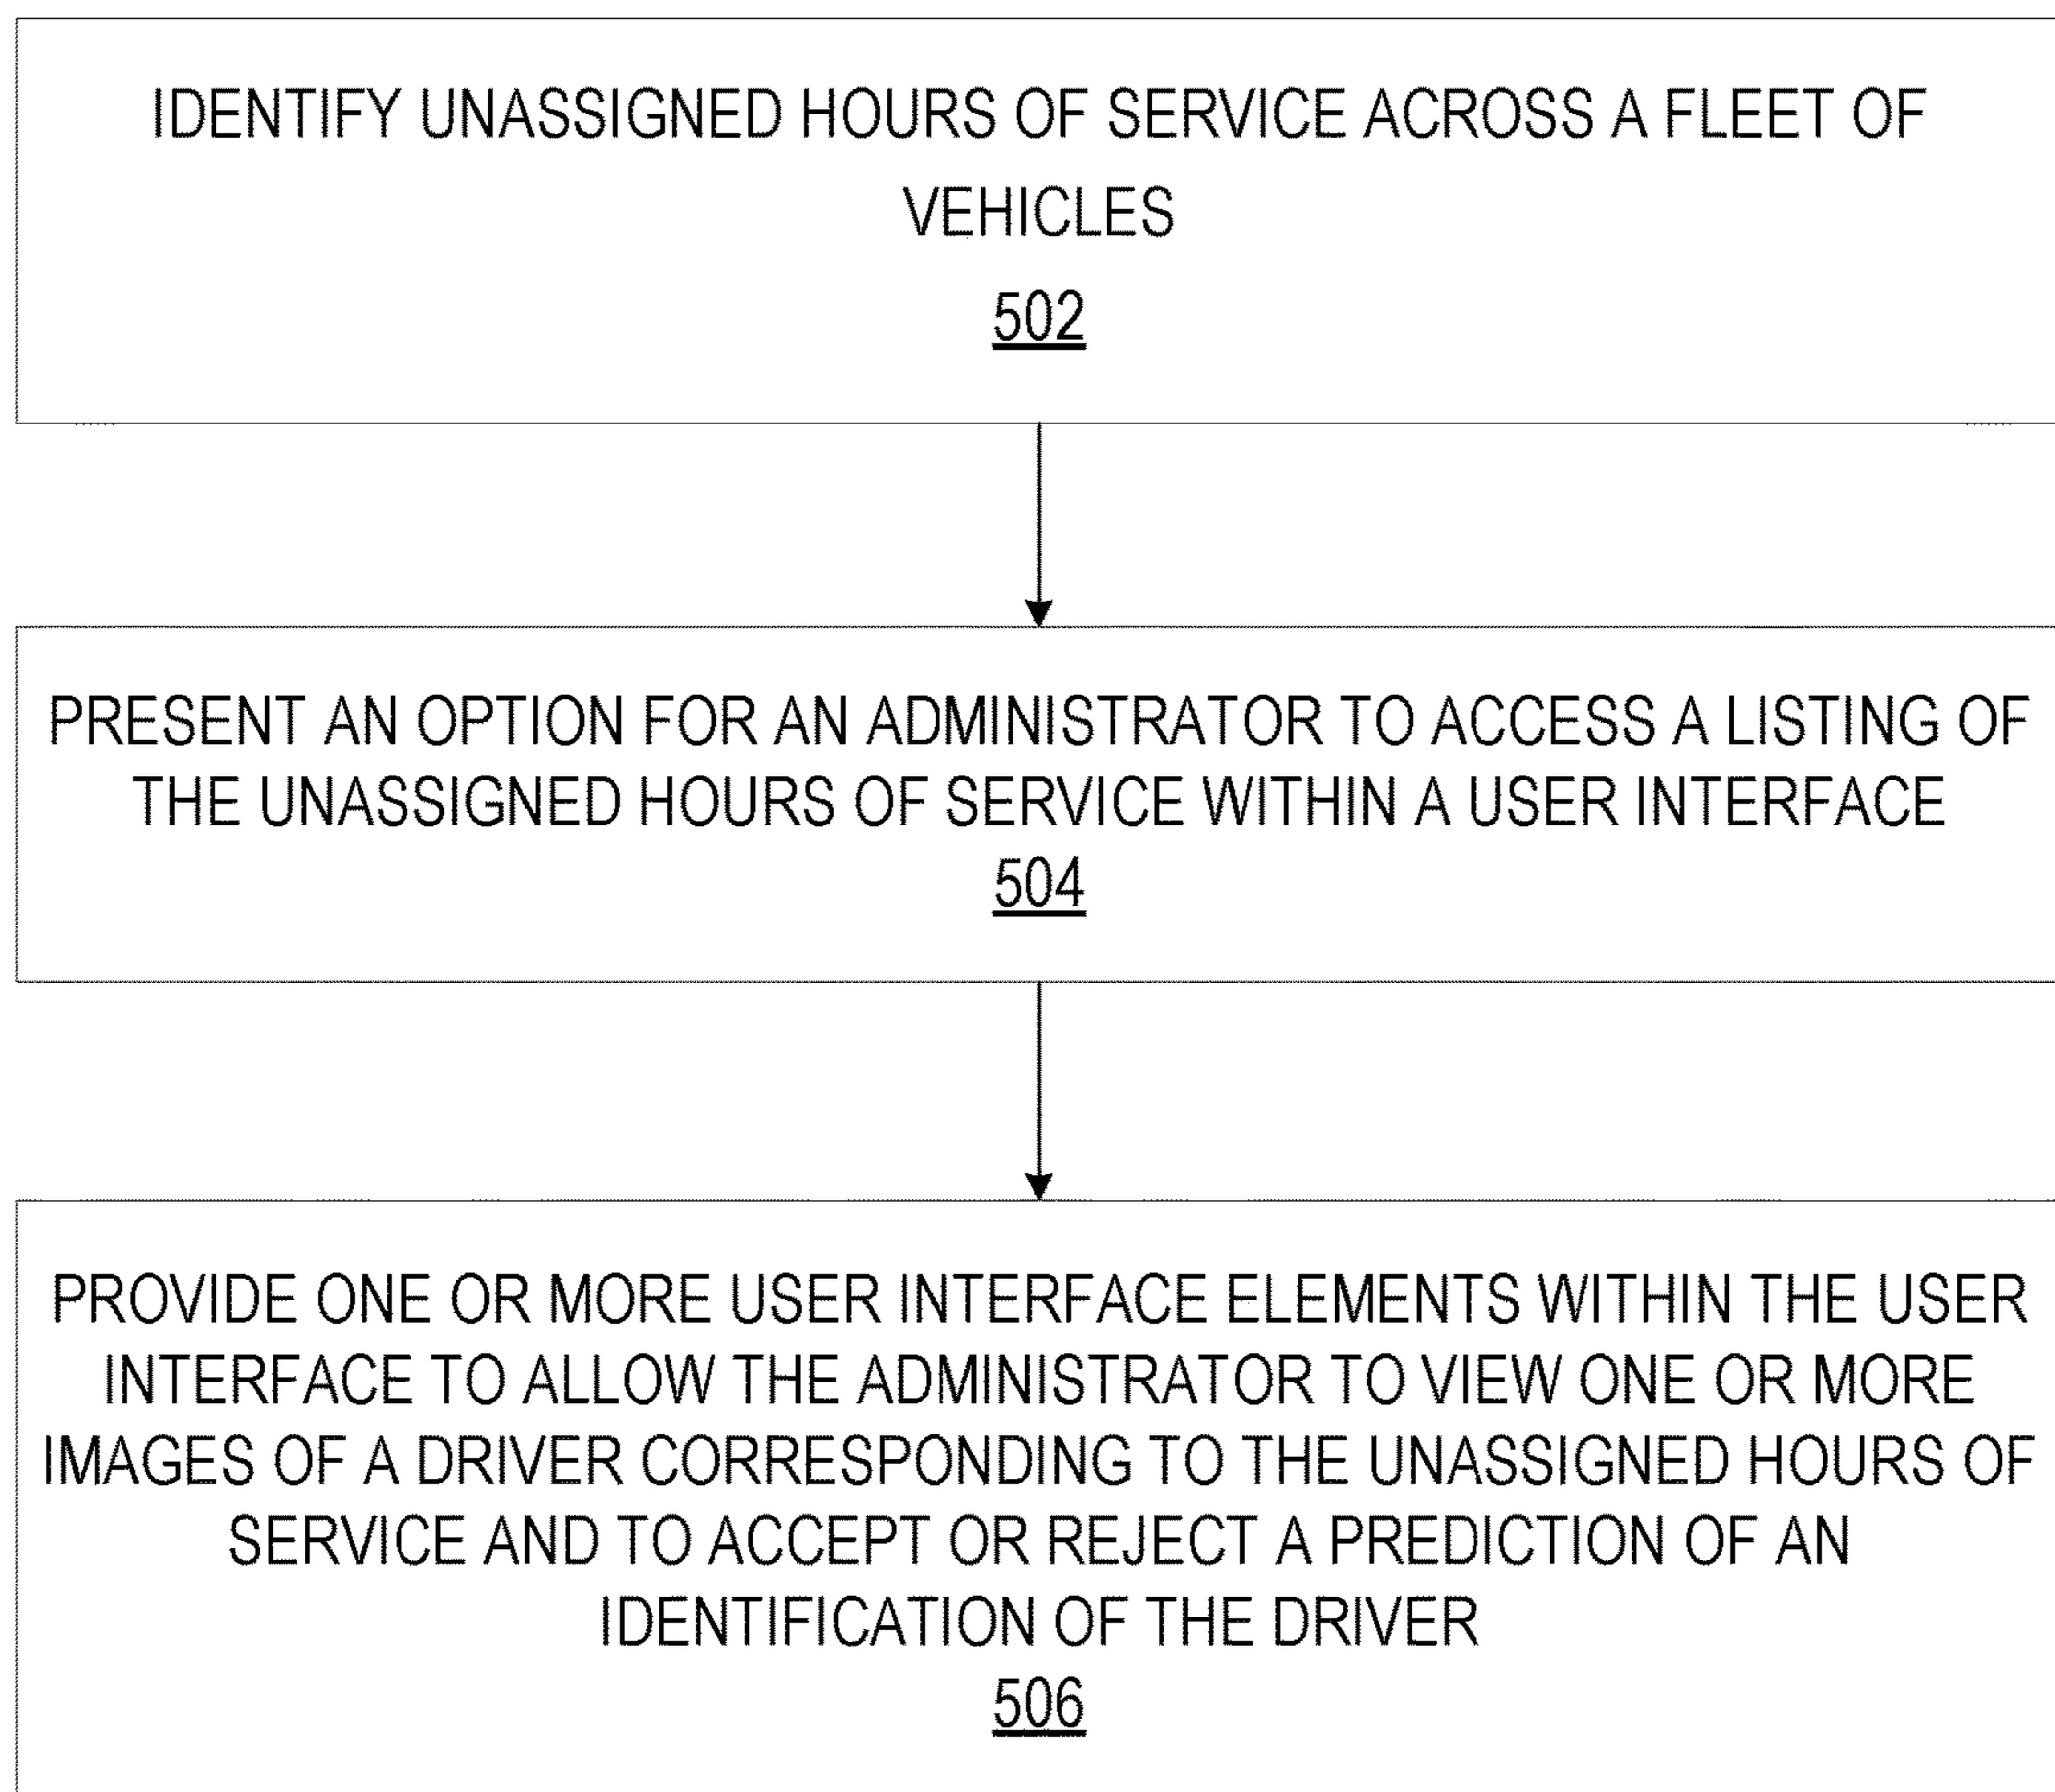 IDENTIFY UNASSIGNED HOURS OF SERVICE ACROSS A FLEET OF
VEHICLES
502
PRESENT AN OPTION FOR AN ADMINISTRATOR TO ACCESS A LISTING OF
THE UNASSIGNED HOURS OF SERVICE WITHIN A USER INTERFACE
504
PROVIDE ONE OR MORE USER INTERFACE ELEMENTS WITHIN THE USER
INTERFACE TO ALLOW THE ADMINISTRATOR TO VIEW ONE OR MORE
IMAGES OF A DRIVER CORRESPONDING TO THE UNASSIGNED HOURS OF
SERVICE AND TO ACCEPT OR REJECT A PREDICTION OF AN
IDENTIFICATION OF THE DRIVER
506